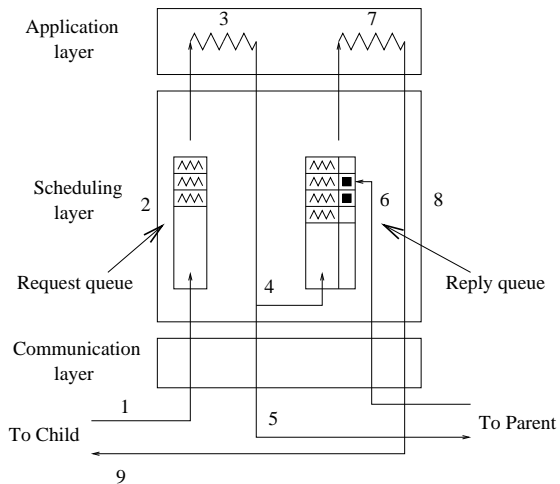 3
7
Application
layer
Scheduling
layer
2
6
8
Request queue
Reply queue
4
Communication
layer
1
5
To Child
To Parent
9